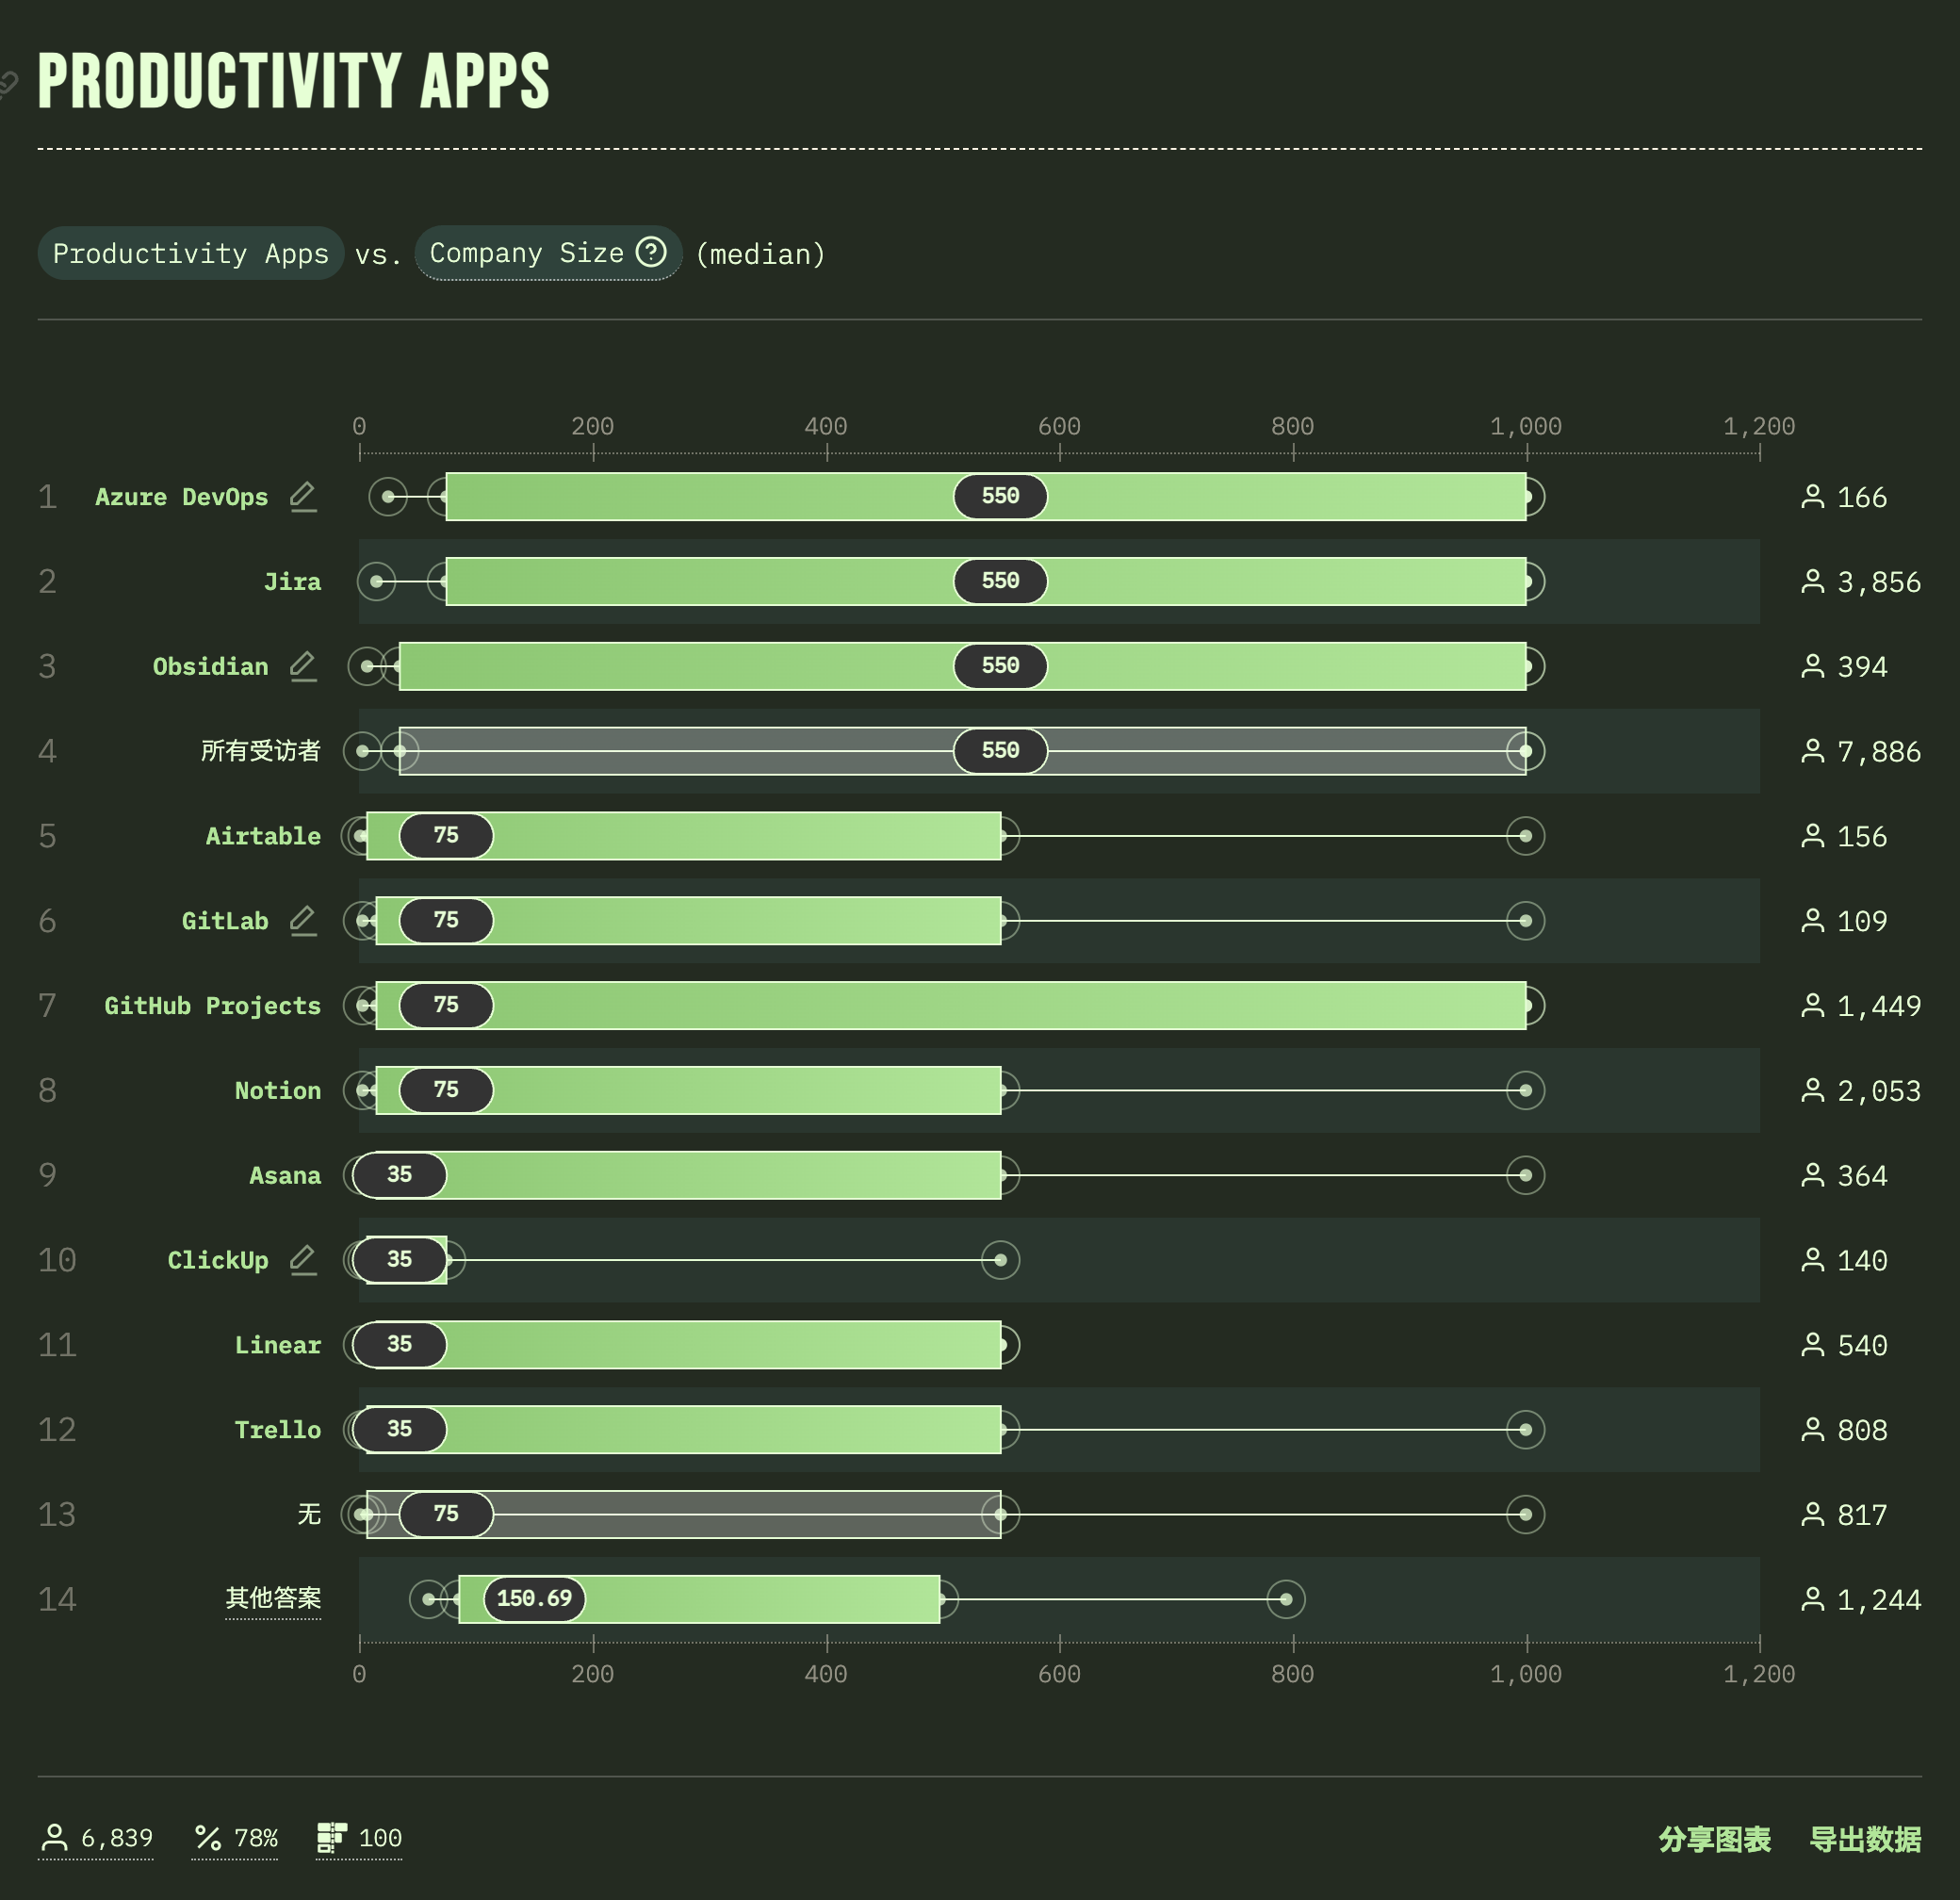 PRODUCTIVITY APPS
Productivity Apps vs. Company Size (median)
0 200 400 600 800 1,000 1,200
1 Azure DevOps 550 166
2 Jira 550 3,856
3 Obsidian 550 394
4 所有受访者 550 7,886
5 Airtable 75 156
6 GitLab 75 109
7 GitHub Projects 75 1,449
8 Notion 75 2,053
9 Asana 35 364
10 ClickUp 35 140
11 Linear 35 540
12 Trello 35 808
13 无 75 817
14 其他答案 150.69 1,244
0 200 400 600 800 1,000 1,200
6,839 78% 100 分享图表 导出数据